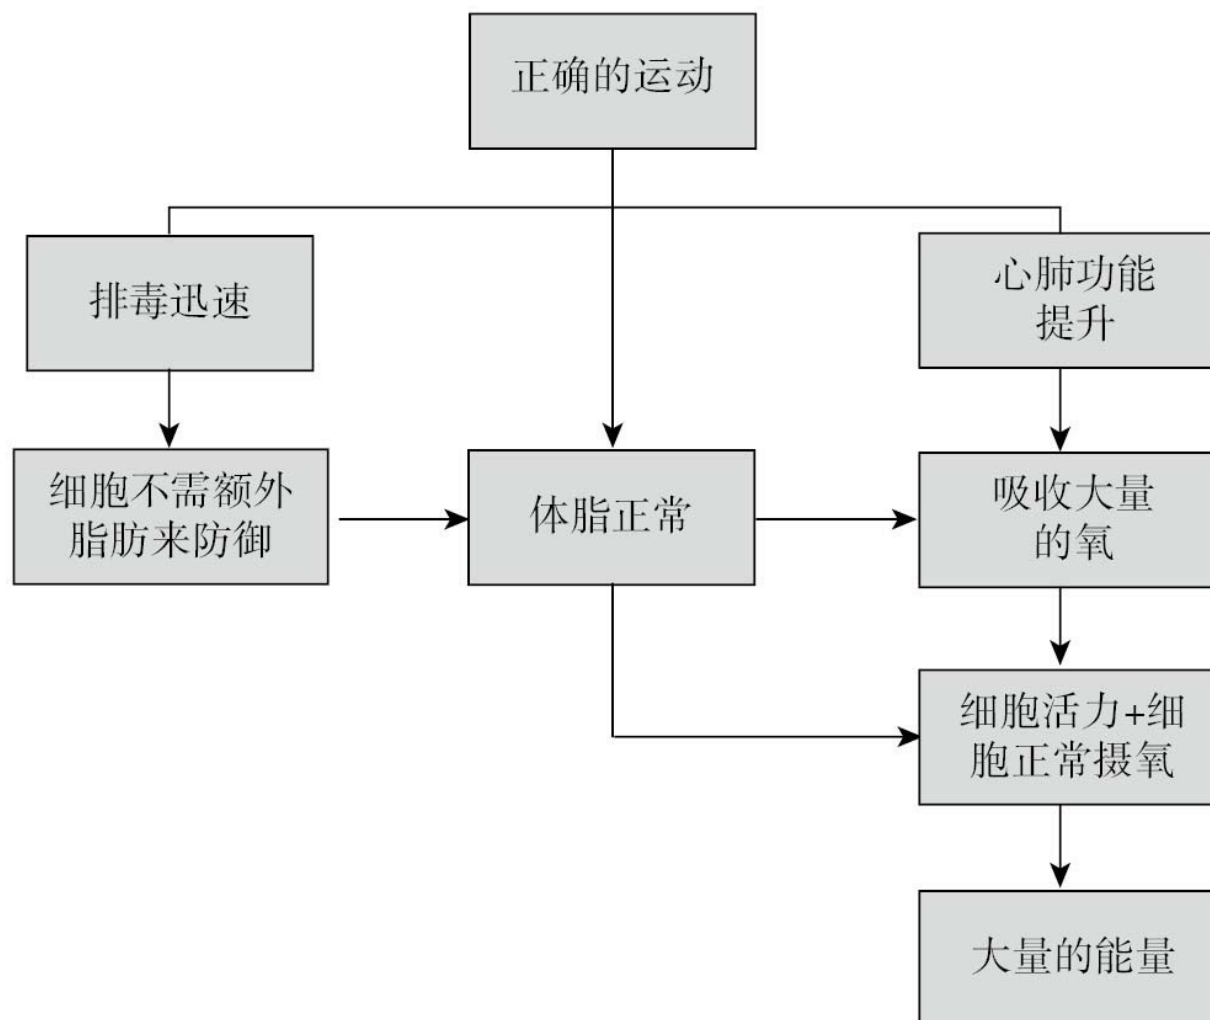 正确的运动
排毒迅速
心肺功能
提升
细胞不需额外
脂肪来防御
体脂正常
吸收大量
的氧
细胞活力+细
胞正常摄氧
大量的能量